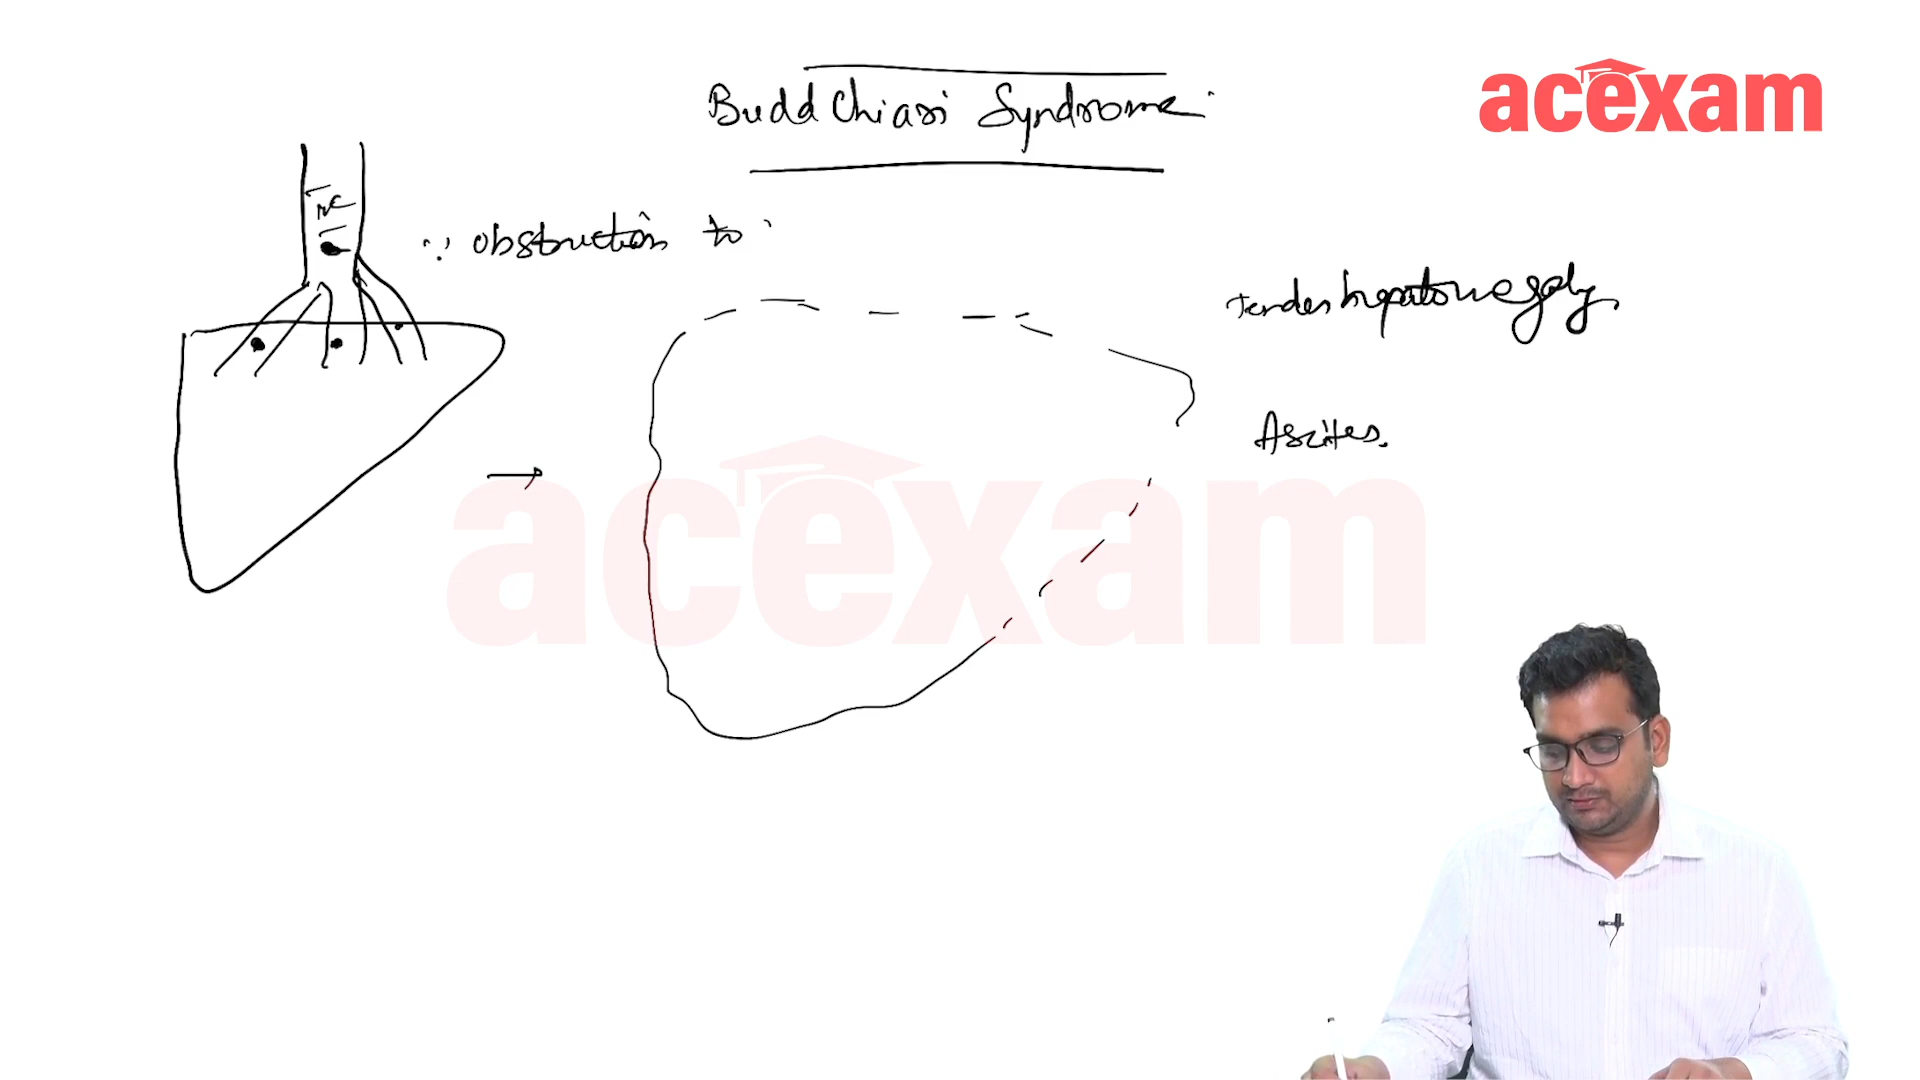 Budd Chiari Syndrome
acexam
IVC
∵ obstruction to
Tender hepatomegaly
Ascites.
acexam